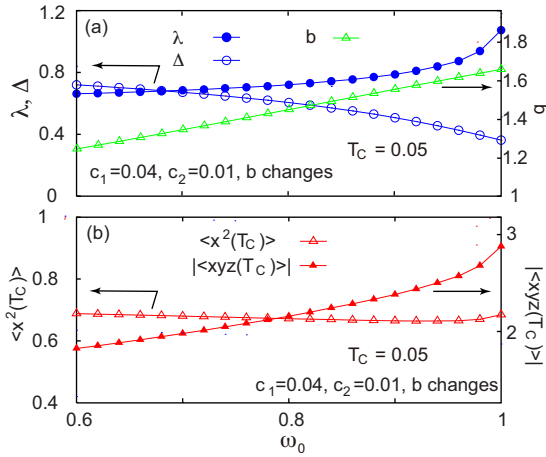 (a)
λ
Δ
b
1.2
0.8
0.4
0
λ, Δ
1.8
1.6
1.4
1.2
1
b
T_C = 0.05
c_1=0.04, c_2=0.01, b changes
(b)
<x^2(T_C)>
|<xyz(T_C)>|
1
0.8
0.6
0.4
<x^2(T_C)>
3
2
|<xyz(T_C)>|
T_C = 0.05
c_1=0.04, c_2=0.01, b changes
0.6
0.8
1
ω_0